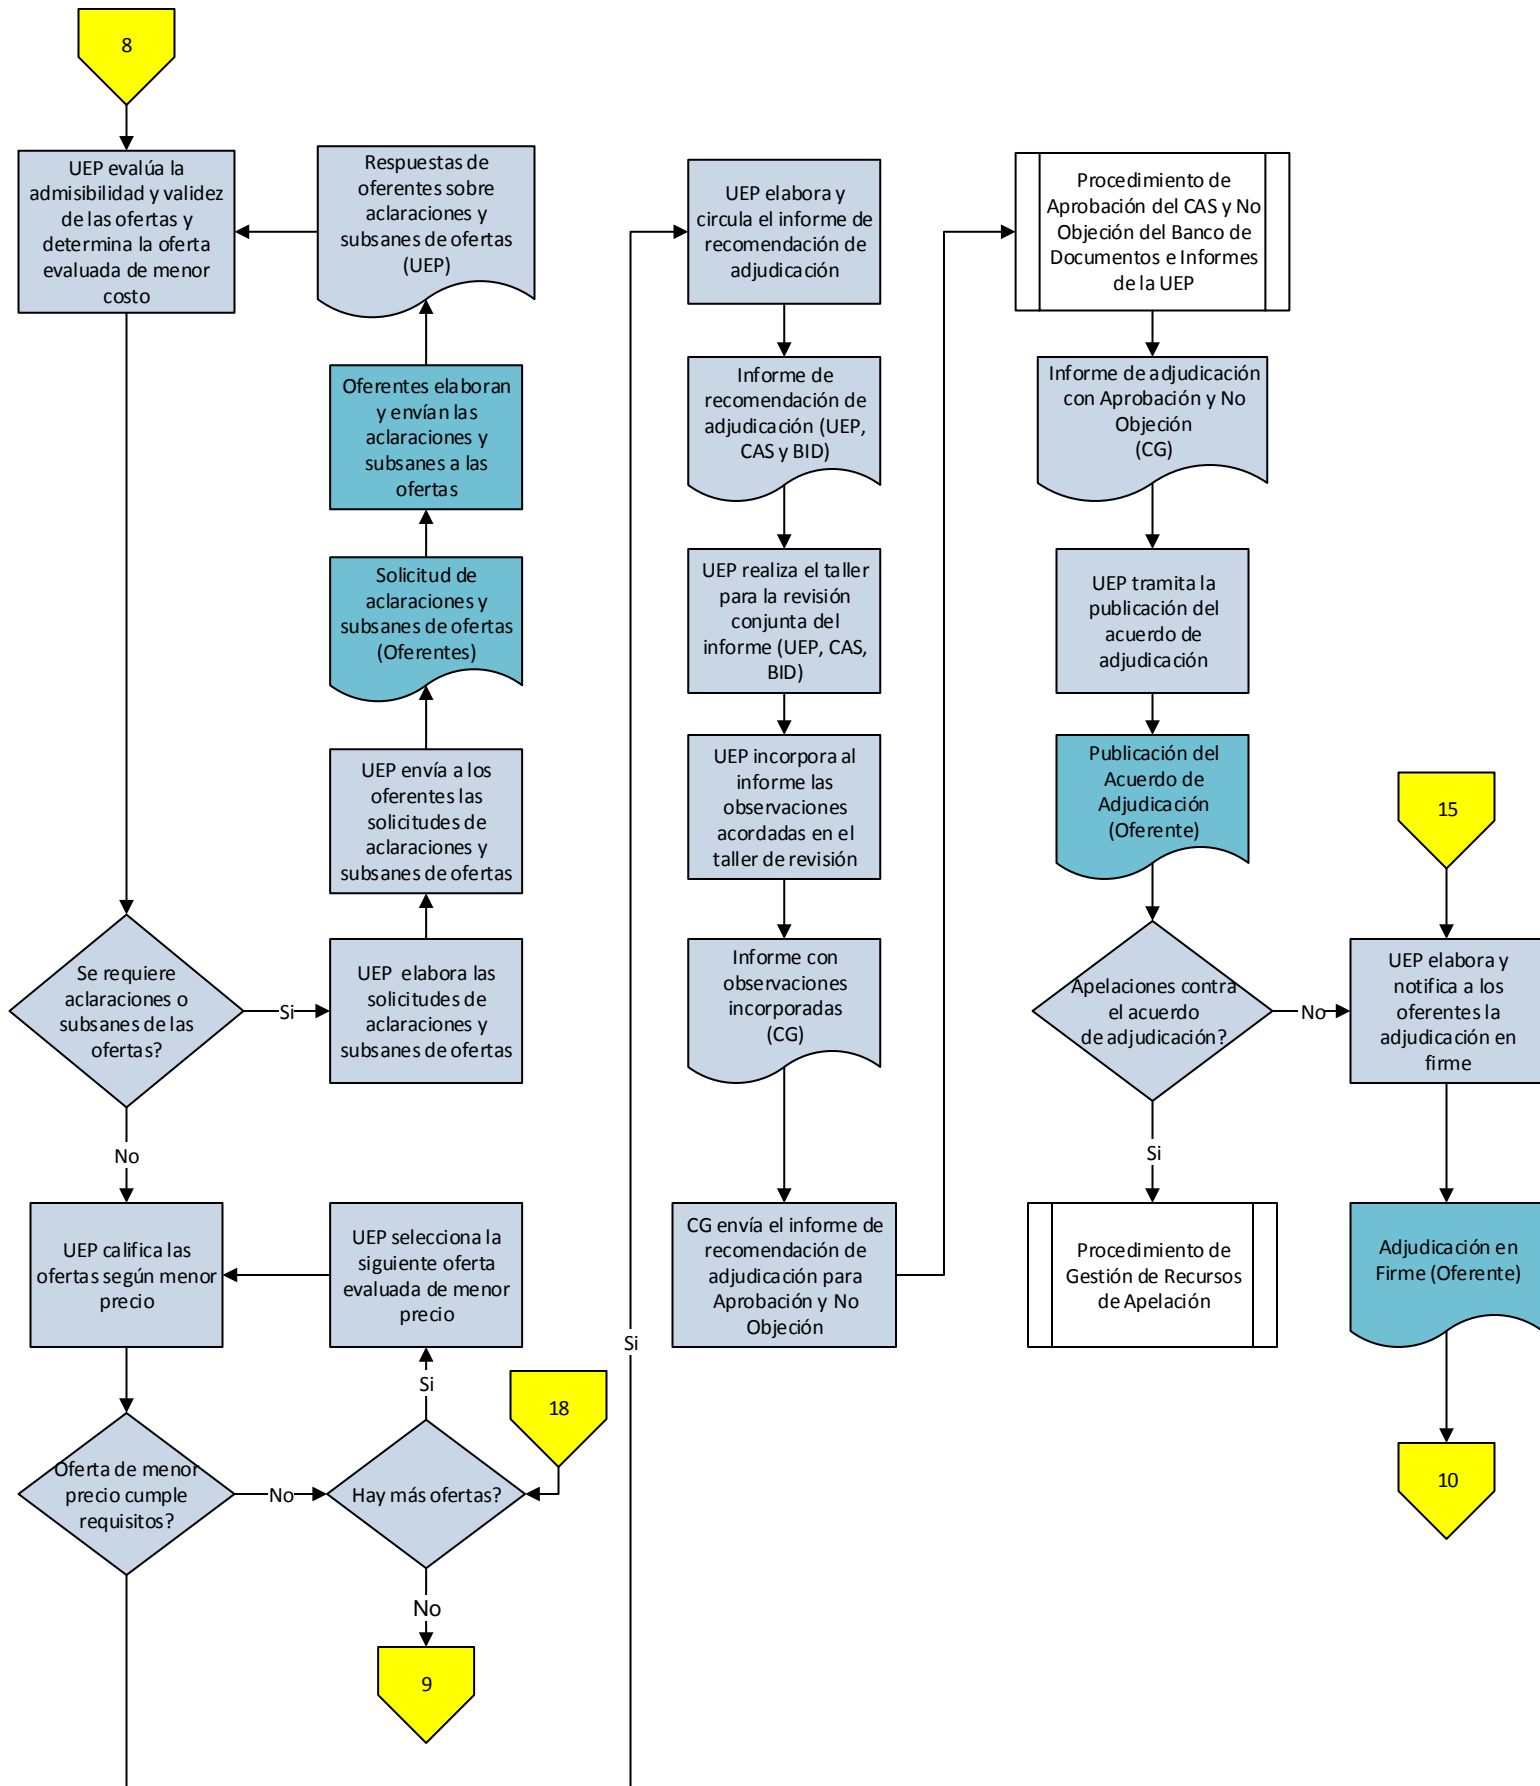 8
UEP evalúa la
admisibilidad y validez
de las ofertas y
determina la oferta
evaluada de menor
costo
Respuestas de
oferentes sobre
aclaraciones y
subsanes de ofertas
(UEP)
Oferentes elaboran
y envían las
aclaraciones y
subsanes a las
ofertas
Solicitud de
aclaraciones y
subsanes de ofertas
(Oferentes)
UEP envía a los
oferentes las
solicitudes de
aclaraciones y
subsanes de ofertas
Se requiere
aclaraciones o
subsanes de las
ofertas?
Si
UEP elabora las
solicitudes de
aclaraciones y
subsanes de ofertas
No
UEP califica las
ofertas según menor
precio
UEP selecciona la
siguiente oferta
evaluada de menor
precio
Si
18
Oferta de menor
precio cumple
requisitos?
No
Hay más ofertas?
No
9
Si
UEP elabora y
circula el informe de
recomendación de
adjudicación
Informe de
recomendación de
adjudicación (UEP,
CAS y BID)
UEP realiza el taller
para la revisión
conjunta del
informe (UEP, CAS,
BID)
UEP incorpora al
informe las
observaciones
acordadas en el
taller de revisión
Informe con
observaciones
incorporadas
(CG)
CG envía el informe de
recomendación de
adjudicación para
Aprobación y No
Objeción
Procedimiento de
Aprobación del CAS y No
Objeción del Banco de
Documentos e Informes
de la UEP
Informe de adjudicación
con Aprobación y No
Objeción
(CG)
UEP tramita la
publicación del
acuerdo de
adjudicación
Publicación del
Acuerdo de
Adjudicación
(Oferente)
Apelaciones contra
el acuerdo
de adjudicación?
Si
Procedimiento de
Gestión de Recursos
de Apelación
No
15
UEP elabora y
notifica a los
oferentes la
adjudicación en
firme
Adjudicación en
Firme (Oferente)
10